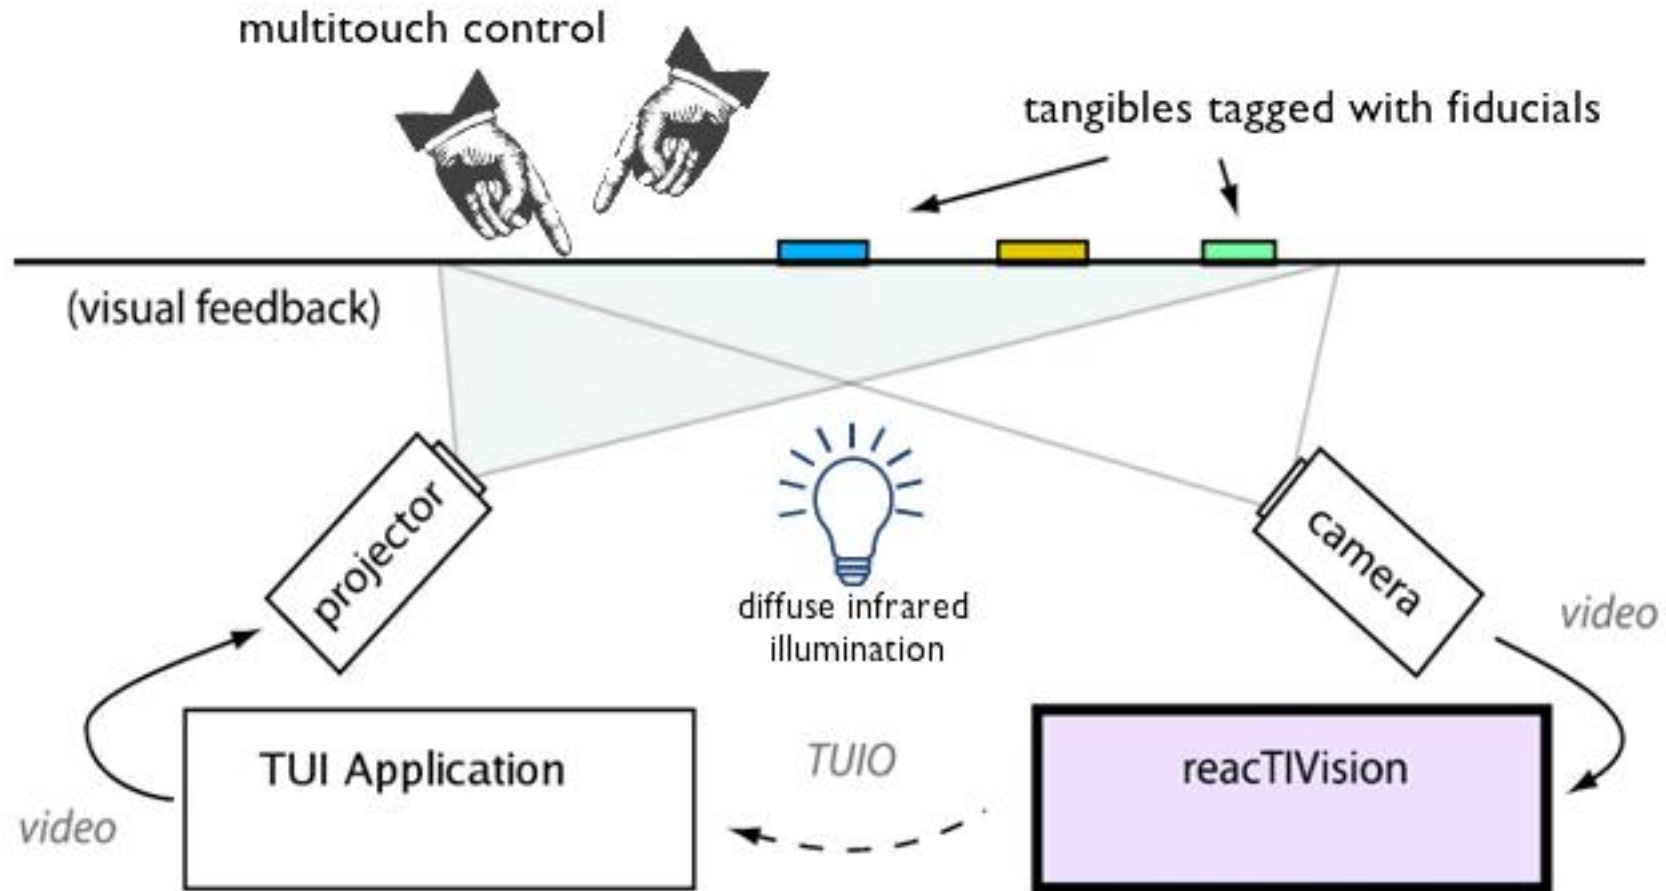 multitouch control
tangibles tagged with fiducials
(visual feedback)
projector
camera
diffuse infrared
illumination
video
TUI Application
TUIO
reacTIVision
video